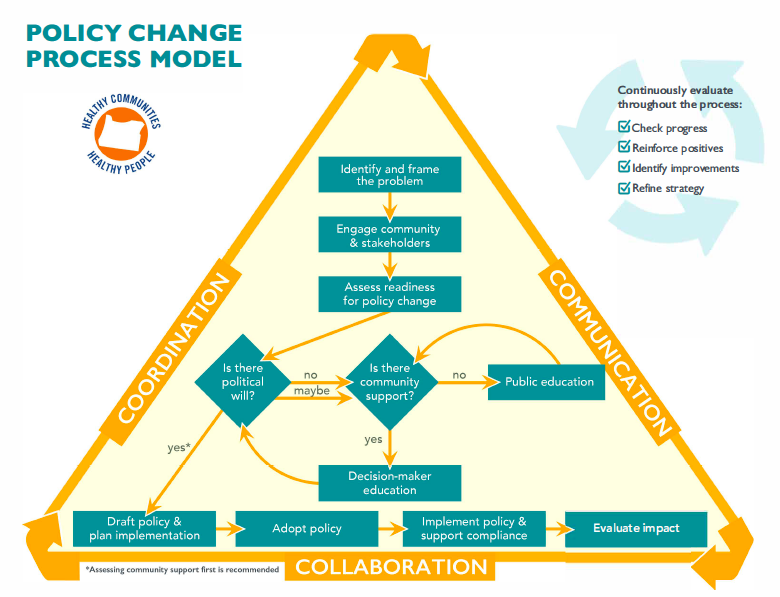 POLICY CHANGE
PROCESS MODEL
HEALTHY COMMUNITIES
HEALTHY PEOPLE
Continuously evaluate
throughout the process:
Check progress
Reinforce positives
Identify improvements
Refine strategy
Identify and frame
the problem
Engage community
& stakeholders
Assess readiness
for policy change
COORDINATION
COMMUNICATION
Is there
political
will?
no
maybe
Is there
community
support?
no
Public education
yes*
yes
Decision-maker
education
Draft policy &
plan implementation
Adopt policy
Implement policy &
support compliance
Evaluate impact
*Assessing community support first is recommended
COLLABORATION